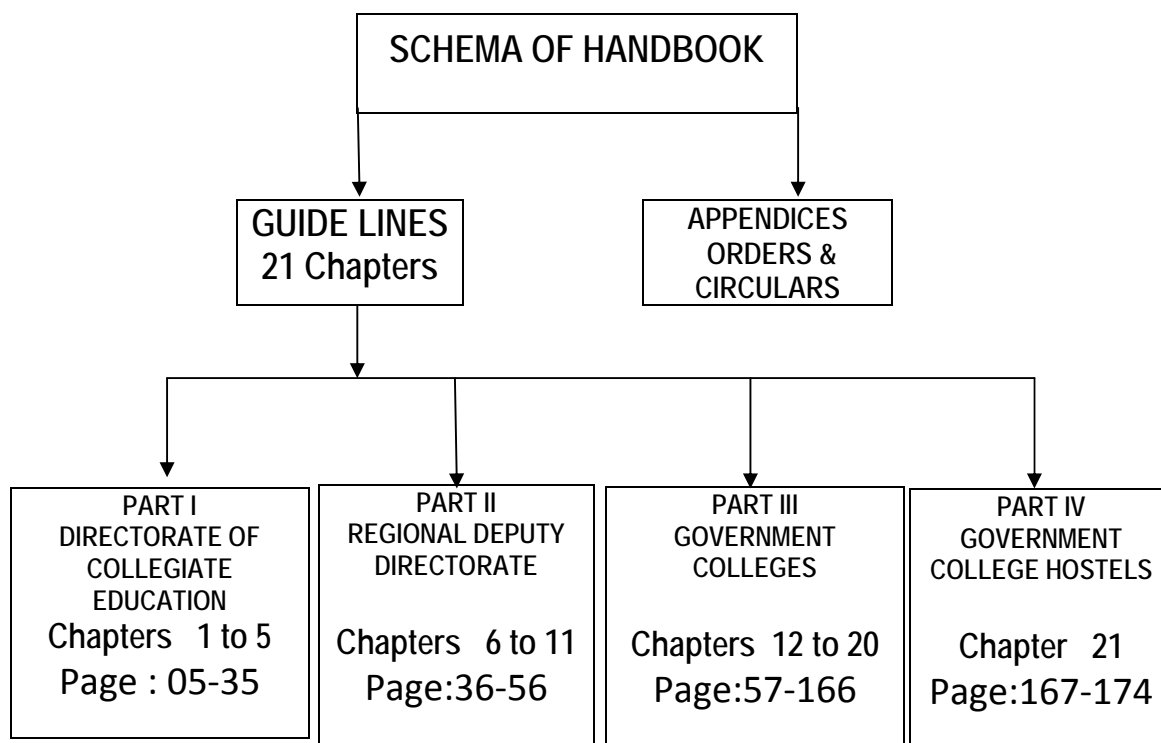 SCHEMA OF HANDBOOK
GUIDE LINES
21 Chapters
APPENDICES
ORDERS &
CIRCULARS
PART I
DIRECTORATE OF
COLLEGIATE
EDUCATION
Chapters 1 to 5
Page : 05-35
PART II
REGIONAL DEPUTY
DIRECTORATE
Chapters 6 to 11
Page:36-56
PART III
GOVERNMENT
COLLEGES
Chapters 12 to 20
Page:57-166
PART IV
GOVERNMENT
COLLEGE HOSTELS
Chapter 21
Page:167-174